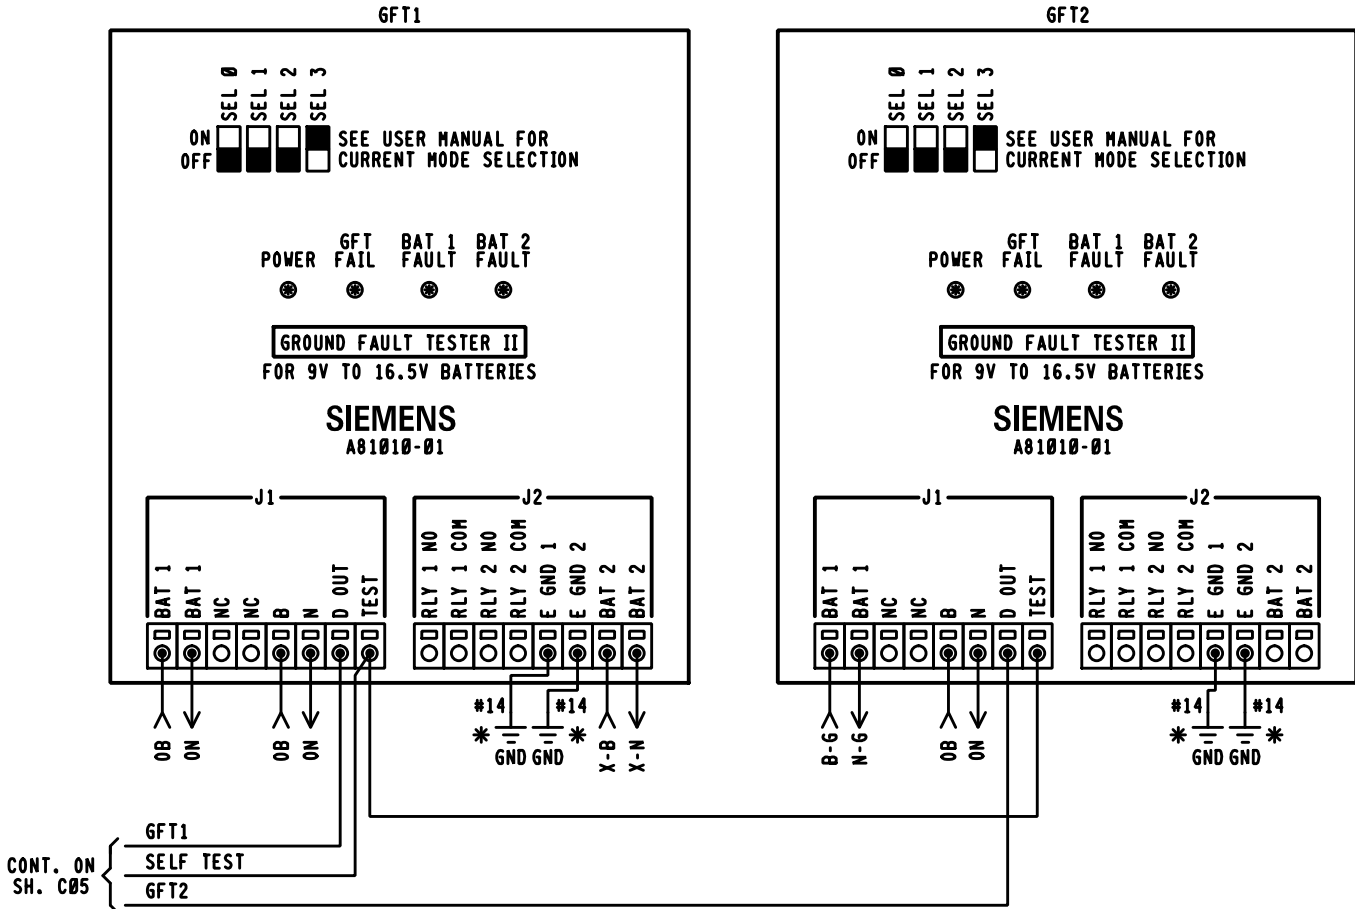 GFT1
SEL Ø
SEL 1
SEL 2
SEL 3
ON
OFF
SEE USER MANUAL FOR
CURRENT MODE SELECTION
POWER
GFT
FAIL
BAT 1
FAULT
BAT 2
FAULT
GROUND FAULT TESTER II
FOR 9V TO 16.5V BATTERIES
SIEMENS
A81Ø1Ø-Ø1
J1
BAT 1
BAT 1
NC
NC
B
N
D OUT
TEST
J2
RLY 1 NO
RLY 1 COM
RLY 2 NO
RLY 2 COM
E GND 1
E GND 2
BAT 2
BAT 2
OB
ON
OB
ON
#14
#14
* GND
GND *
X-B
X-N
GFT2
SEL Ø
SEL 1
SEL 2
SEL 3
ON
OFF
SEE USER MANUAL FOR
CURRENT MODE SELECTION
POWER
GFT
FAIL
BAT 1
FAULT
BAT 2
FAULT
GROUND FAULT TESTER II
FOR 9V TO 16.5V BATTERIES
SIEMENS
A81Ø1Ø-Ø1
J1
BAT 1
BAT 1
NC
NC
B
N
D OUT
TEST
J2
RLY 1 NO
RLY 1 COM
RLY 2 NO
RLY 2 COM
E GND 1
E GND 2
BAT 2
BAT 2
B-G
N-G
OB
ON
#14
#14
* GND
GND *
CONT. ON
SH. CØ5
GFT1
SELF TEST
GFT2